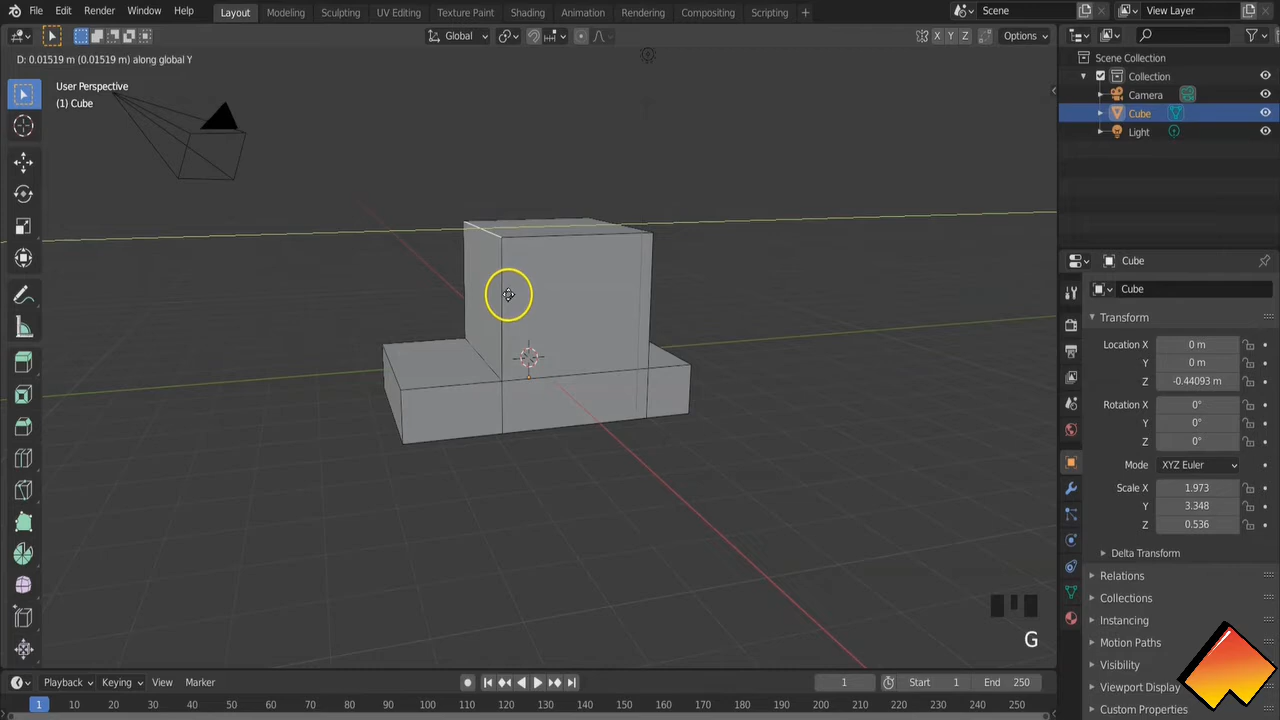 File Edit Render Window Help Layout Modeling Sculpting UV Editing Texture Paint Shading Animation Rendering Compositing Scripting + Scene View Layer
Global X Y Z Options
D: 0.01519 m (0.01519 m) along global Y
User Perspective
(1) Cube
G
Scene Collection
Collection
Camera
Cube
Light
Cube
Cube
Transform
Location X 0 m
Y 0 m
Z -0.44093 m
Rotation X 0°
Y 0°
Z 0°
Mode XYZ Euler
Scale X 1.973
Y 3.348
Z 0.536
Delta Transform
Relations
Collections
Instancing
Motion Paths
Visibility
Viewport Display
Custom Properties
Playback Keying View Marker 1 Start 1 End 250
1 10 20 30 40 50 60 70 80 90 100 110 120 130 140 150 160 170 180 190 200 210 220 230 240 250